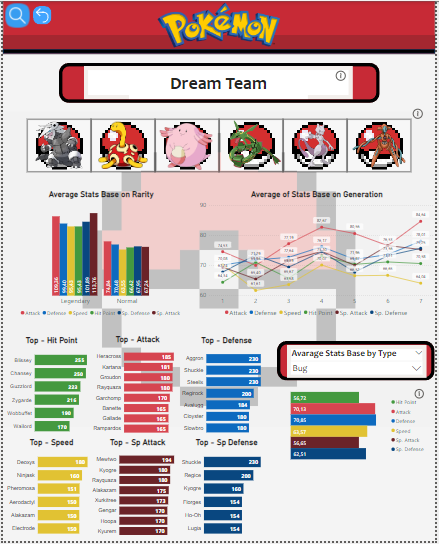 POKéMON
Dream Team
Average Stats Base on Rarity
Average of Stats Base on Generation
Legendary
Normal
Attack Defense Speed Hit Point Sp. Attack Sp. Defense
90
80
70
60
1 2 3 4 5 6 7
Attack Defense Speed Hit Point Sp. Attack Sp. Defense
Top - Hit Point
Blissey 255
Chansey 250
Guzzlord 223
Zygarde 216
Wobbuffet 190
Wailord 170
Top - Attack
Heracross 185
Kartana 181
Groudon 180
Rayquaza 180
Garchomp 170
Banette 165
Gallade 165
Rampardos 165
Top - Defense
Aggron 230
Shuckle 230
Steelix 230
Regirock 200
Avalugg 184
Cloyster 180
Slowbro 180
Avarage Stats Base by Type
Bug
56,72
70,13
70,85
63,57
56,65
62,51
Hit Point
Attack
Defense
Speed
Sp. Attack
Sp. Defense
Top - Speed
Deoxys 180
Ninjask 160
Pheromosa 151
Aerodactyl 150
Alakazam 150
Electrode 150
Top - Sp Attack
Mewtwo 194
Kyogre 180
Rayquaza 180
Alakazam 175
Xurkitree 173
Gengar 170
Hoopa 170
Kyurem 170
Top - Sp Defense
Shuckle 230
Regice 200
Kyogre 160
Florges 154
Ho-Oh 154
Lugia 154